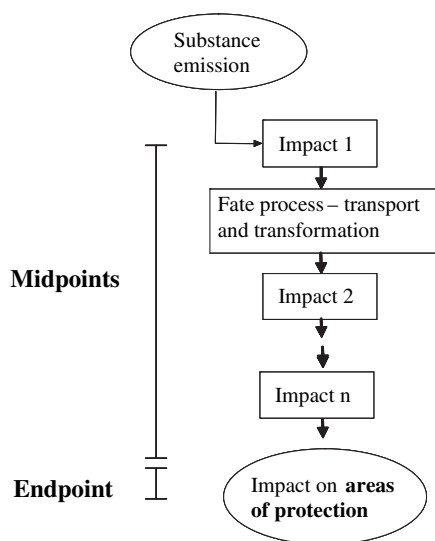 Substance
emission
Impact 1
Fate process – transport
and transformation
Midpoints
Impact 2
Impact n
Endpoint
Impact on areas
of protection